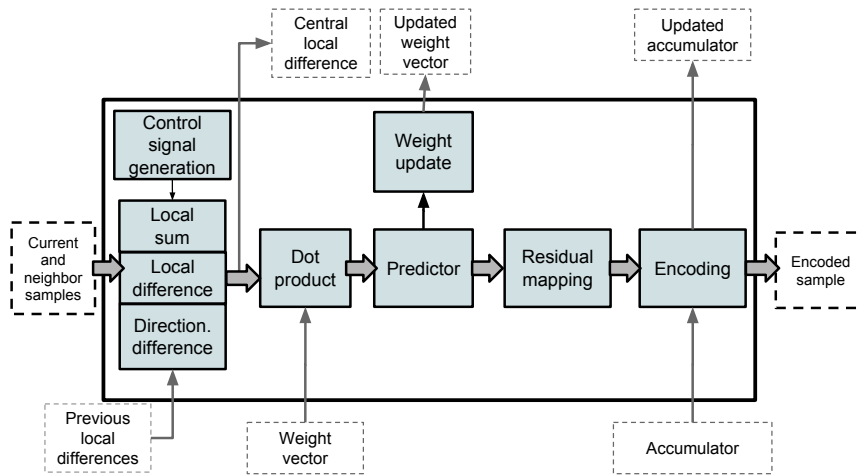 Central
local
difference
Updated
weight
vector
Updated
accumulator
Control
signal
generation
Weight
update
Current
and
neighbor
samples
Local
sum
Local
difference
Direction.
difference
Dot
product
Predictor
Residual
mapping
Encoding
Encoded
sample
Previous
local
differences
Weight
vector
Accumulator